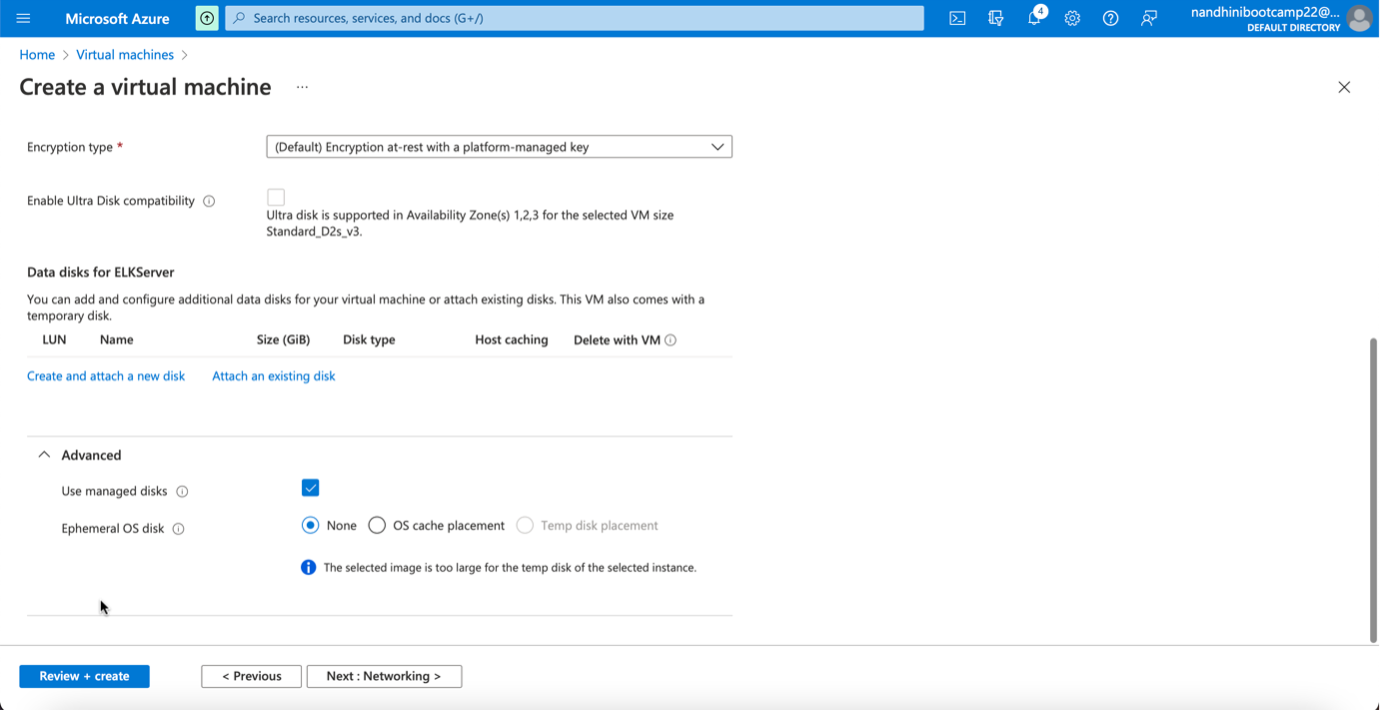 Microsoft Azure
Search resources, services, and docs (G+/)
4
nandhinibootcamp22@...
DEFAULT DIRECTORY
Home > Virtual machines >
Create a virtual machine ...
Encryption type *
(Default) Encryption at-rest with a platform-managed key
Enable Ultra Disk compatibility
Ultra disk is supported in Availability Zone(s) 1,2,3 for the selected VM size
Standard_D2s_v3.
Data disks for ELKServer
You can add and configure additional data disks for your virtual machine or attach existing disks. This VM also comes with a
temporary disk.
LUN Name Size (GiB) Disk type Host caching Delete with VM
Create and attach a new disk Attach an existing disk
Advanced
Use managed disks
Ephemeral OS disk
None OS cache placement Temp disk placement
The selected image is too large for the temp disk of the selected instance.
Review + create < Previous Next : Networking >